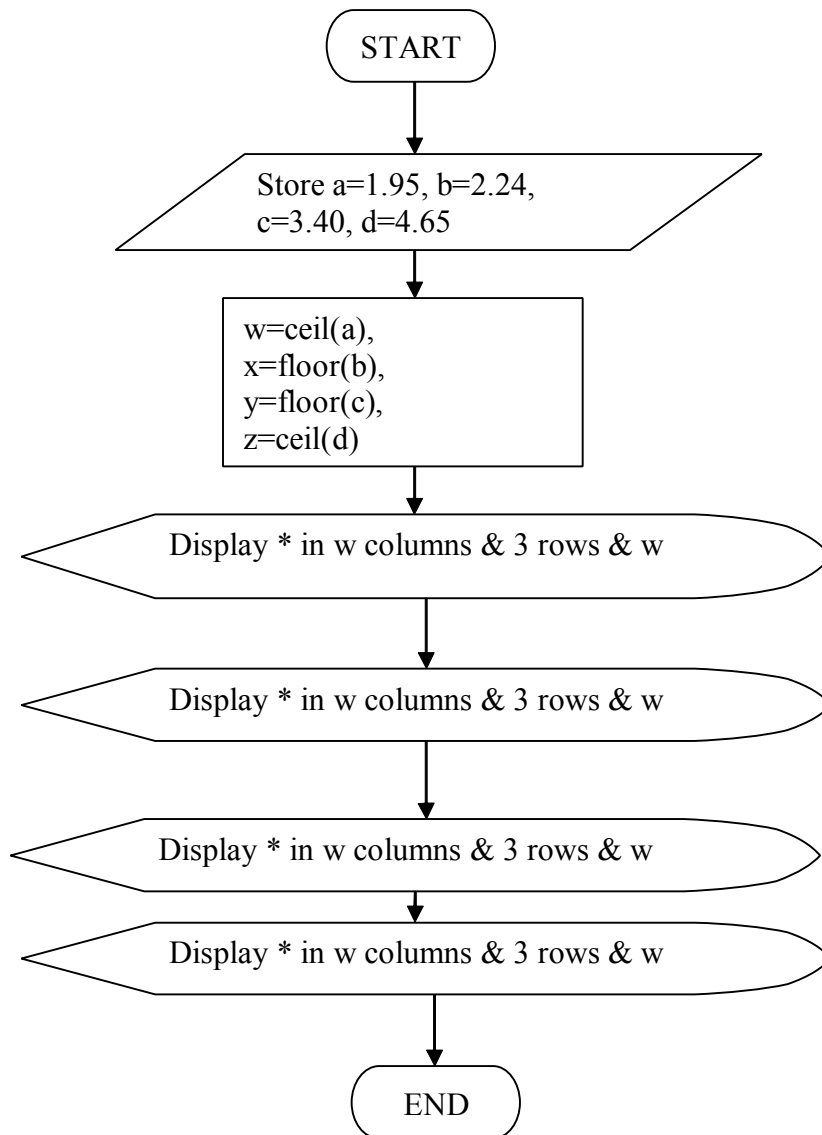 START
Store a=1.95, b=2.24,
c=3.40, d=4.65
w=ceil(a),
x=floor(b),
y=floor(c),
z=ceil(d)
Display * in w columns & 3 rows & w
Display * in w columns & 3 rows & w
Display * in w columns & 3 rows & w
Display * in w columns & 3 rows & w
END